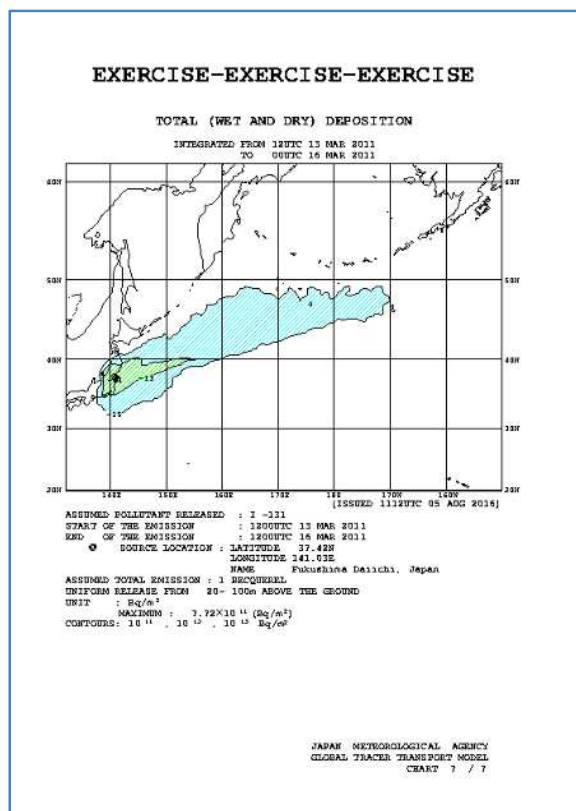 EXERCISE-EXERCISE-EXERCISE
TOTAL (WET AND DRY) DEPOSITION
INTEGRATED FROM 12UTC 13 MAR 2011
TO 00UTC 16 MAR 2011
60N 60N
50N 50N
40N 40N
30N 30N
20N 20N
140E 150E 160E 170E 180 170W 160W
(ISSUED 1112UTC 05 AUG 2016)
ASSUMED POLLUTANT RELEASED : I -131
START OF THE EMISSION : 1200UTC 13 MAR 2011
END OF THE EMISSION : 1200UTC 16 MAR 2011
SOURCE LOCATION : LATITUDE 37.42N
LONGITUDE 141.03E
NAME Fukushima Daiichi, Japan
ASSUMED TOTAL EMISSION : 1 BECQUEREL
UNIFORM RELEASE FROM 20- 100m ABOVE THE GROUND
UNIT : Bq/m²
MAXIMUM : 7.72×10 (Bq/m²)
CONTOURS: 10 , 10 , 10 Bq/m²
JAPAN METEOROLOGICAL AGENCY
GLOBAL TRACER TRANSPORT MODEL
CHART 7 / 7